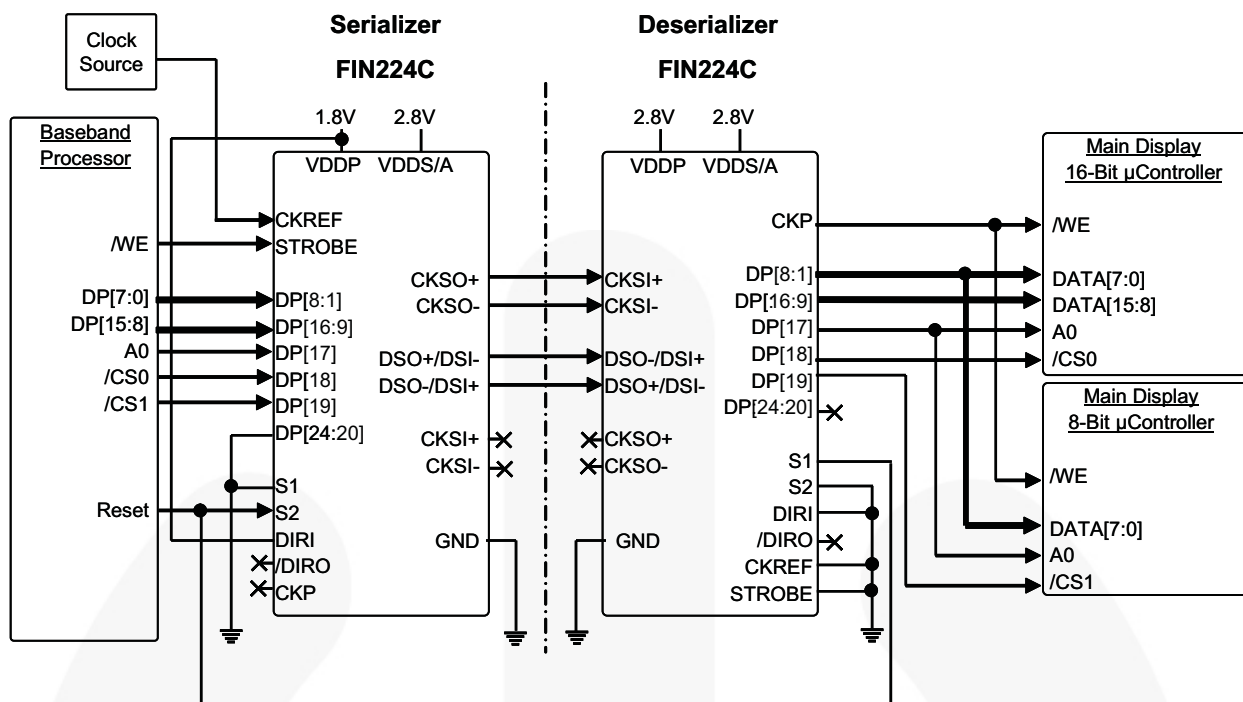 Serializer
FIN224C
Deserializer
FIN224C
Clock
Source
Baseband
Processor
/WE
DP[7:0]
DP[15:8]
A0
/CS0
/CS1
Reset
1.8V
2.8V
VDDP
VDDS/A
CKREF
STROBE
DP[8:1]
DP[16:9]
DP[17]
DP[18]
DP[19]
DP[24:20]
S1
S2
DIRI
/DIRO
CKP
CKSO+
CKSO-
DSO+/DSI-
DSO-/DSI+
CKSI+
CKSI-
GND
2.8V
2.8V
VDDP
VDDS/A
CKSI+
CKSI-
DSO-/DSI+
DSO+/DSI-
CKSO+
CKSO-
GND
CKP
DP[8:1]
DP[16:9]
DP[17]
DP[18]
DP[19]
DP[24:20]
S1
S2
DIRI
/DIRO
CKREF
STROBE
Main Display
16-Bit µController
/WE
DATA[7:0]
DATA[15:8]
A0
/CS0
Main Display
8-Bit µController
/WE
DATA[7:0]
A0
/CS1